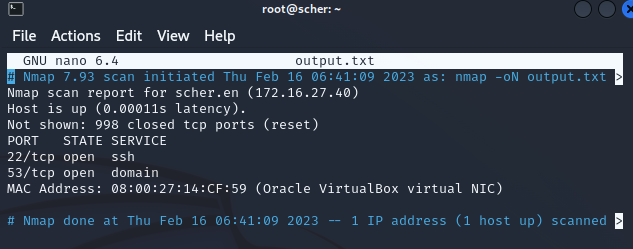 root@scher: ~
File Actions Edit View Help
GNU nano 6.4 output.txt
# Nmap 7.93 scan initiated Thu Feb 16 06:41:09 2023 as: nmap -oN output.txt >
Nmap scan report for scher.en (172.16.27.40)
Host is up (0.00011s latency).
Not shown: 998 closed tcp ports (reset)
PORT   STATE SERVICE
22/tcp open  ssh
53/tcp open  domain
MAC Address: 08:00:27:14:CF:59 (Oracle VirtualBox virtual NIC)
# Nmap done at Thu Feb 16 06:41:09 2023 -- 1 IP address (1 host up) scanned >